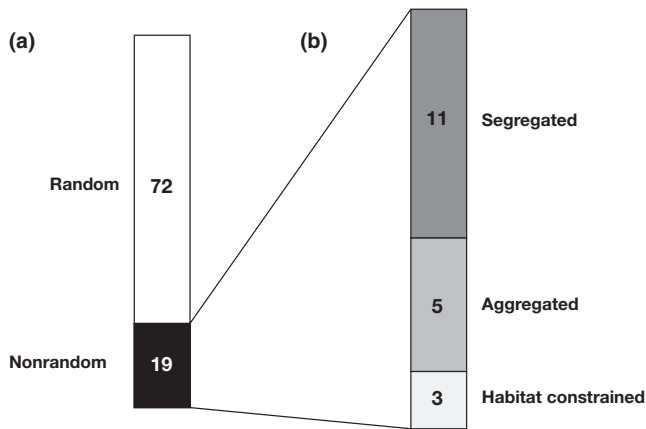 (a)
Random
72
Nonrandom
19
(b)
11
Segregated
5
Aggregated
3
Habitat constrained